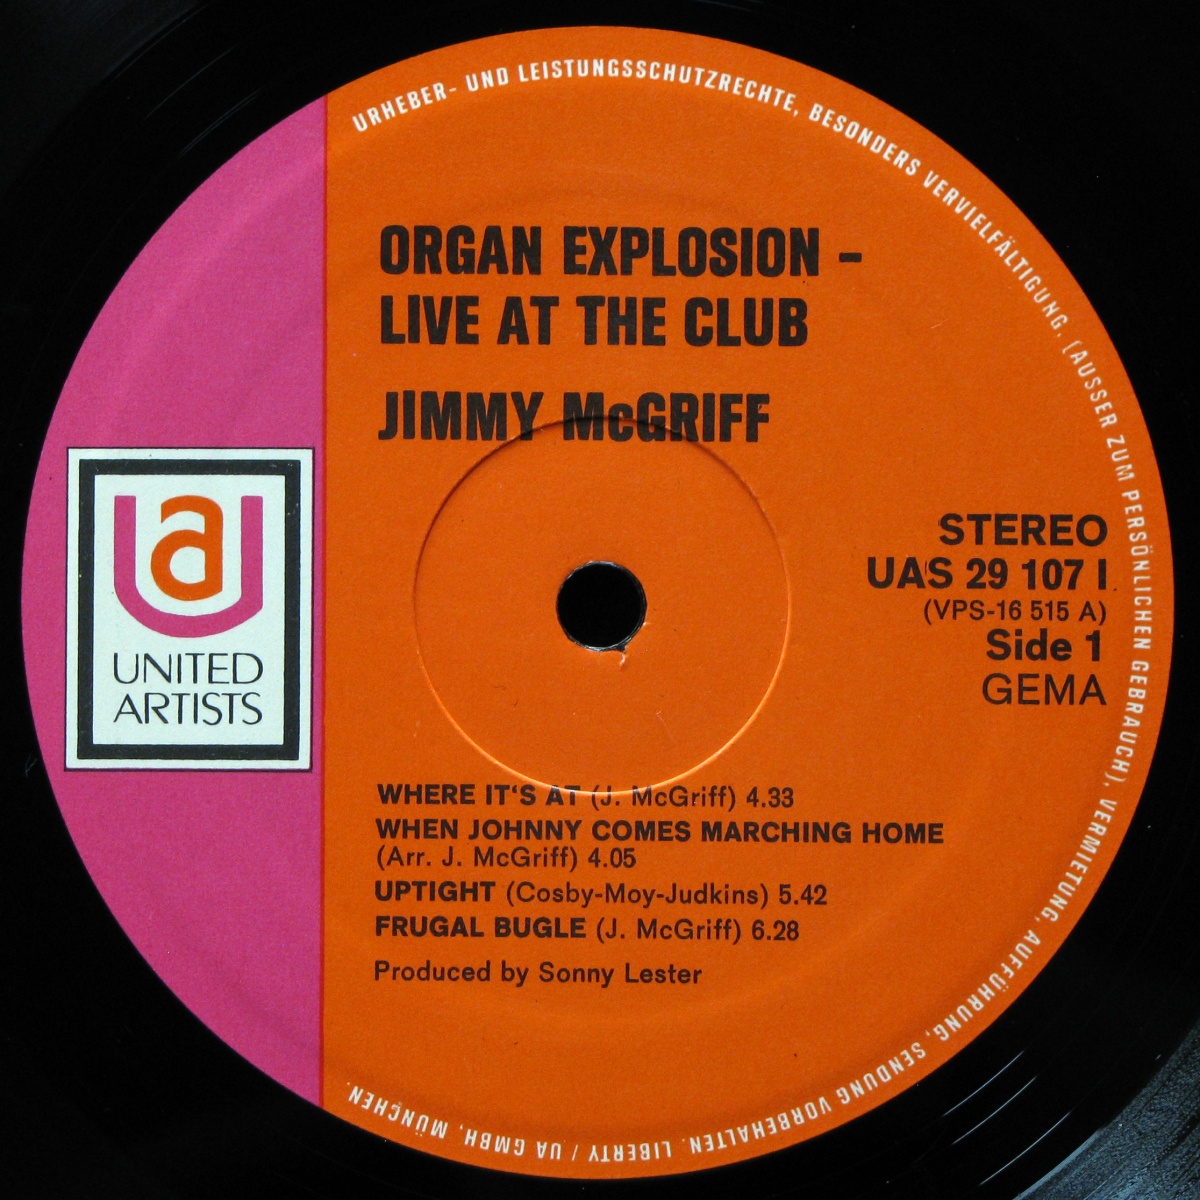 URHEBER- UND LEISTUNGSSCHUTZRECHTE, BESONDERS VERVIELFÄLTIGUNG, (AUSSER ZUM PERSÖNLICHEN GEBRAUCH), VERMIETUNG, AUFFÜHRUNG, SENDUNG VORBEHALTEN. LIBERTY / UA GMBH, MÜNCHEN.
ORGAN EXPLOSION –
LIVE AT THE CLUB
JIMMY McGRIFF
ua
UNITED
ARTISTS
STEREO
UAS 29 107 I
(VPS-16 515 A)
Side 1
GEMA
WHERE IT'S AT (J. McGriff) 4.33
WHEN JOHNNY COMES MARCHING HOME
(Arr. J. McGriff) 4.05
UPTIGHT (Cosby-Moy-Judkins) 5.42
FRUGAL BUGLE (J. McGriff) 6.28
Produced by Sonny Lester